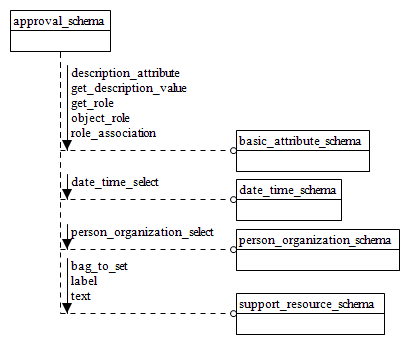 approval_schema
description_attribute
get_description_value
get_role
object_role
role_association
basic_attribute_schema
date_time_select
date_time_schema
person_organization_select
person_organization_schema
bag_to_set
label
text
support_resource_schema